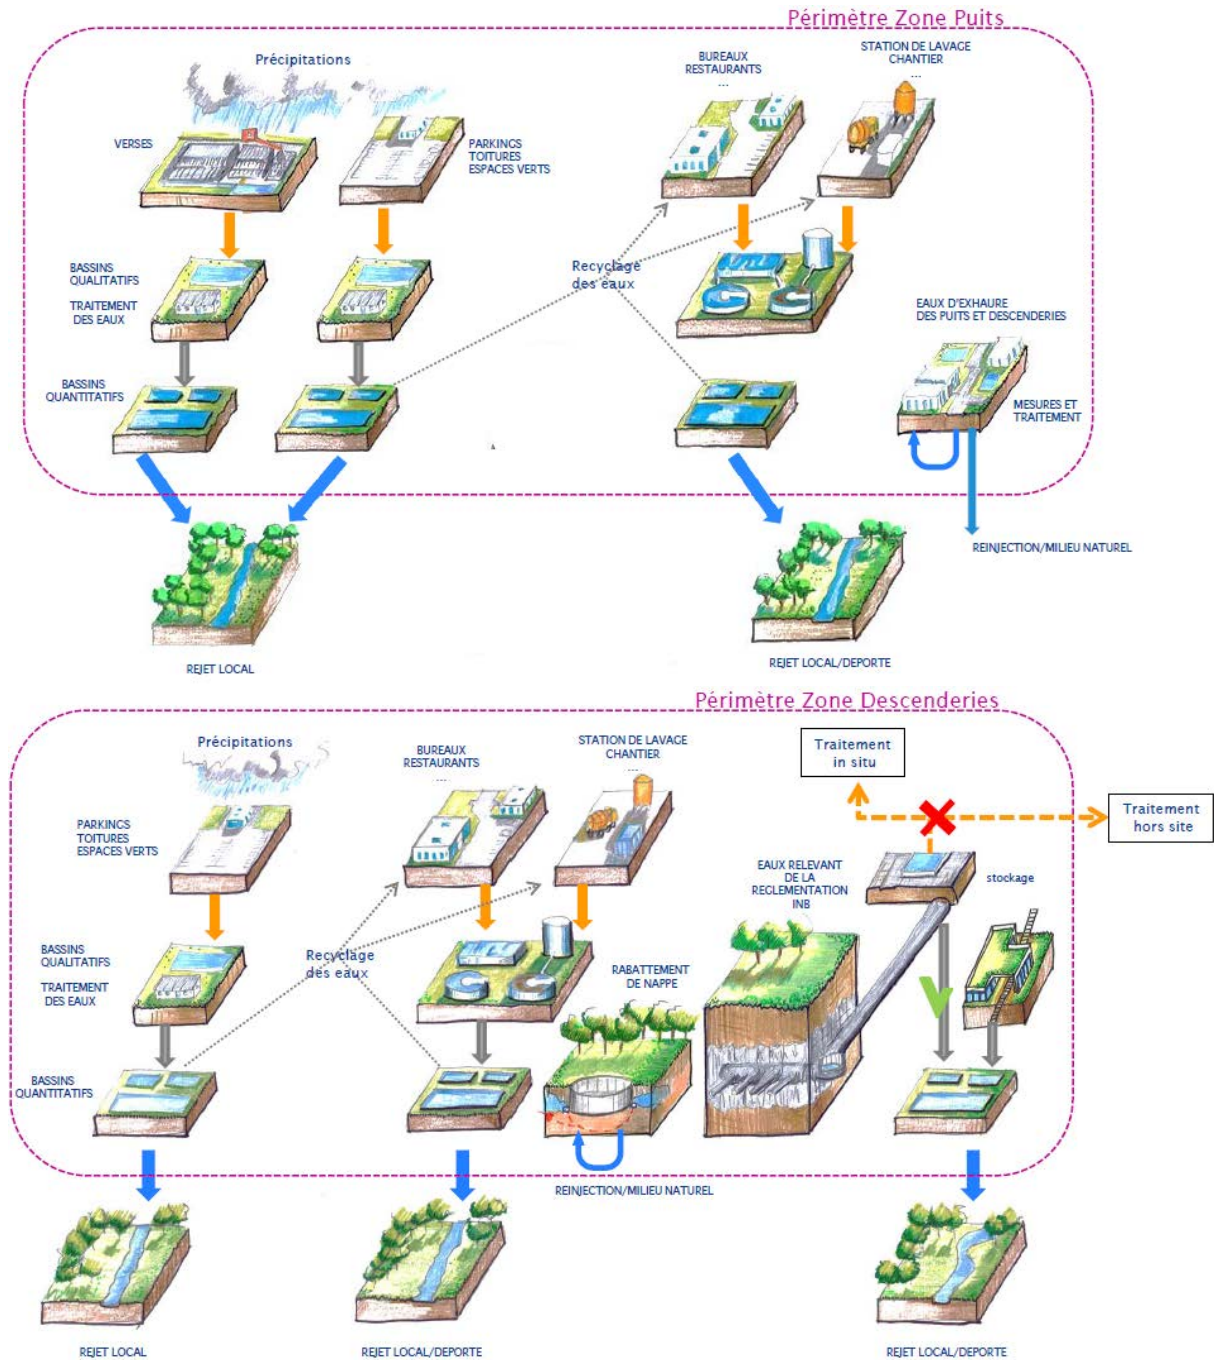 Périmètre Zone Puits
Précipitations
VERSES
PARKINGS
TOITURES
ESPACES VERTS
BUREAUX
RESTAURANTS
...
STATION DE LAVAGE
CHANTIER
...
BASSINS
QUALITATIFS
TRAITEMENT
DES EAUX
Recyclage
des eaux
EAUX D'EXHAURE
DES PUITS ET DESCENDERIES
BASSINS
QUANTITATIFS
MESURES ET
TRAITEMENT
REINJECTION/MILIEU NATUREL
REJET LOCAL
REJET LOCAL/DEPORTE
Périmètre Zone Descenderies
Précipitations
PARKINGS
TOITURES
ESPACES VERTS
BUREAUX
RESTAURANTS
...
STATION DE LAVAGE
CHANTIER
...
Traitement
in situ
Traitement
hors site
EAUX RELEVANT
DE LA
REGLEMENTATION
INB
stockage
BASSINS
QUALITATIFS
TRAITEMENT
DES EAUX
Recyclage
des eaux
RABATTEMENT
DE NAPPE
BASSINS
QUANTITATIFS
REINJECTION/MILIEU NATUREL
REJET LOCAL
REJET LOCAL/DEPORTE
REJET LOCAL/DEPORTE